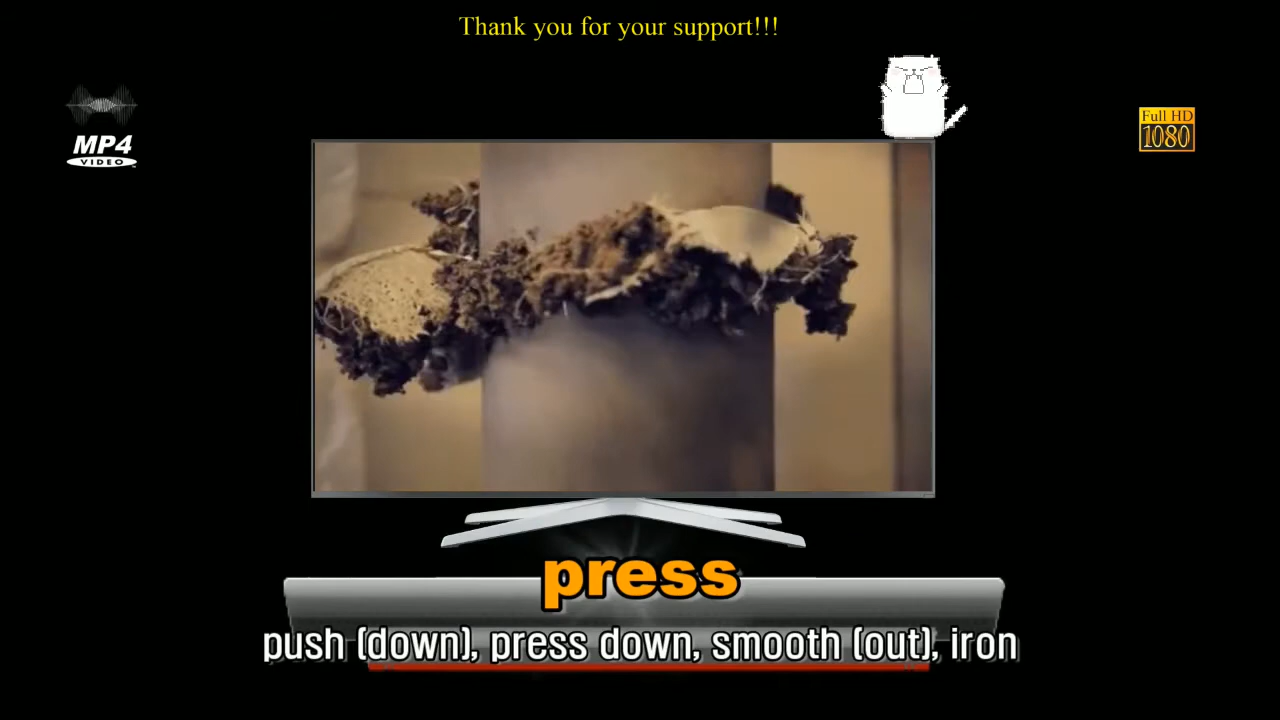 Thank you for your support!!!
MP4
VIDEO
Full HD
1080
press
push (down), press down, smooth (out), iron